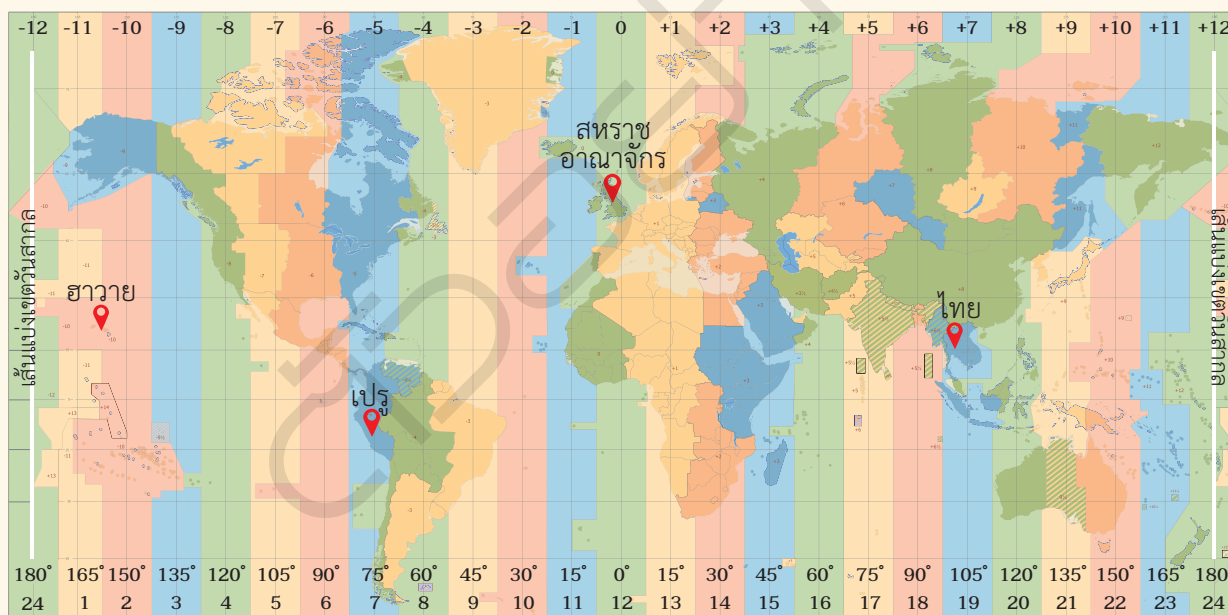 -12 -11 -10 -9 -8 -7 -6 -5 -4 -3 -2 -1 0 +1 +2 +3 +4 +5 +6 +7 +8 +9 +10 +11 +12
สหราช
อาณาจักร
เส้นแบ่งเขตวันสากล
เส้นแบ่งเขตวันสากล
ฮาวาย
ไทย
เปรู
180° 165° 150° 135° 120° 105° 90° 75° 60° 45° 30° 15° 0° 15° 30° 45° 60° 75° 90° 105° 120° 135° 150° 165° 180°
24 1 2 3 4 5 6 7 8 9 10 11 12 13 14 15 16 17 18 19 20 21 22 23 24